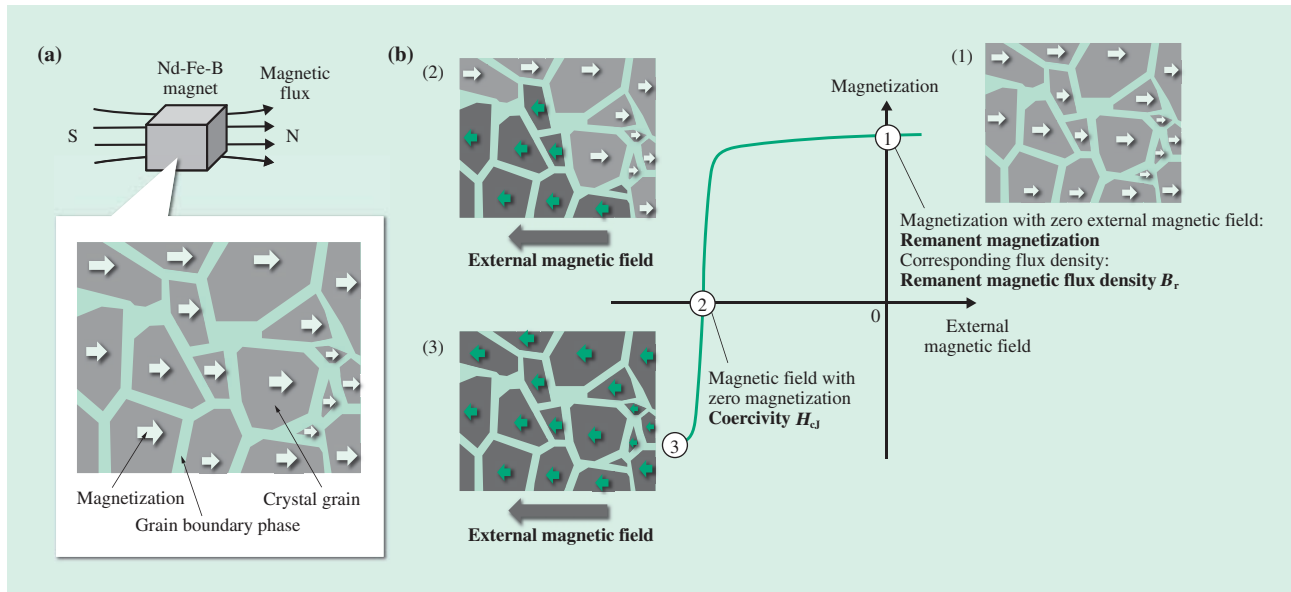 (a)
Nd-Fe-B
magnet
Magnetic
flux
S
N
Magnetization
Crystal grain
Grain boundary phase
(b)
(2)
External magnetic field
(3)
External magnetic field
Magnetization
1
2
3
0
External
magnetic field
Magnetic field with
zero magnetization
Coercivity HcJ
(1)
Magnetization with zero external magnetic field:
Remanent magnetization
Corresponding flux density:
Remanent magnetic flux density Br